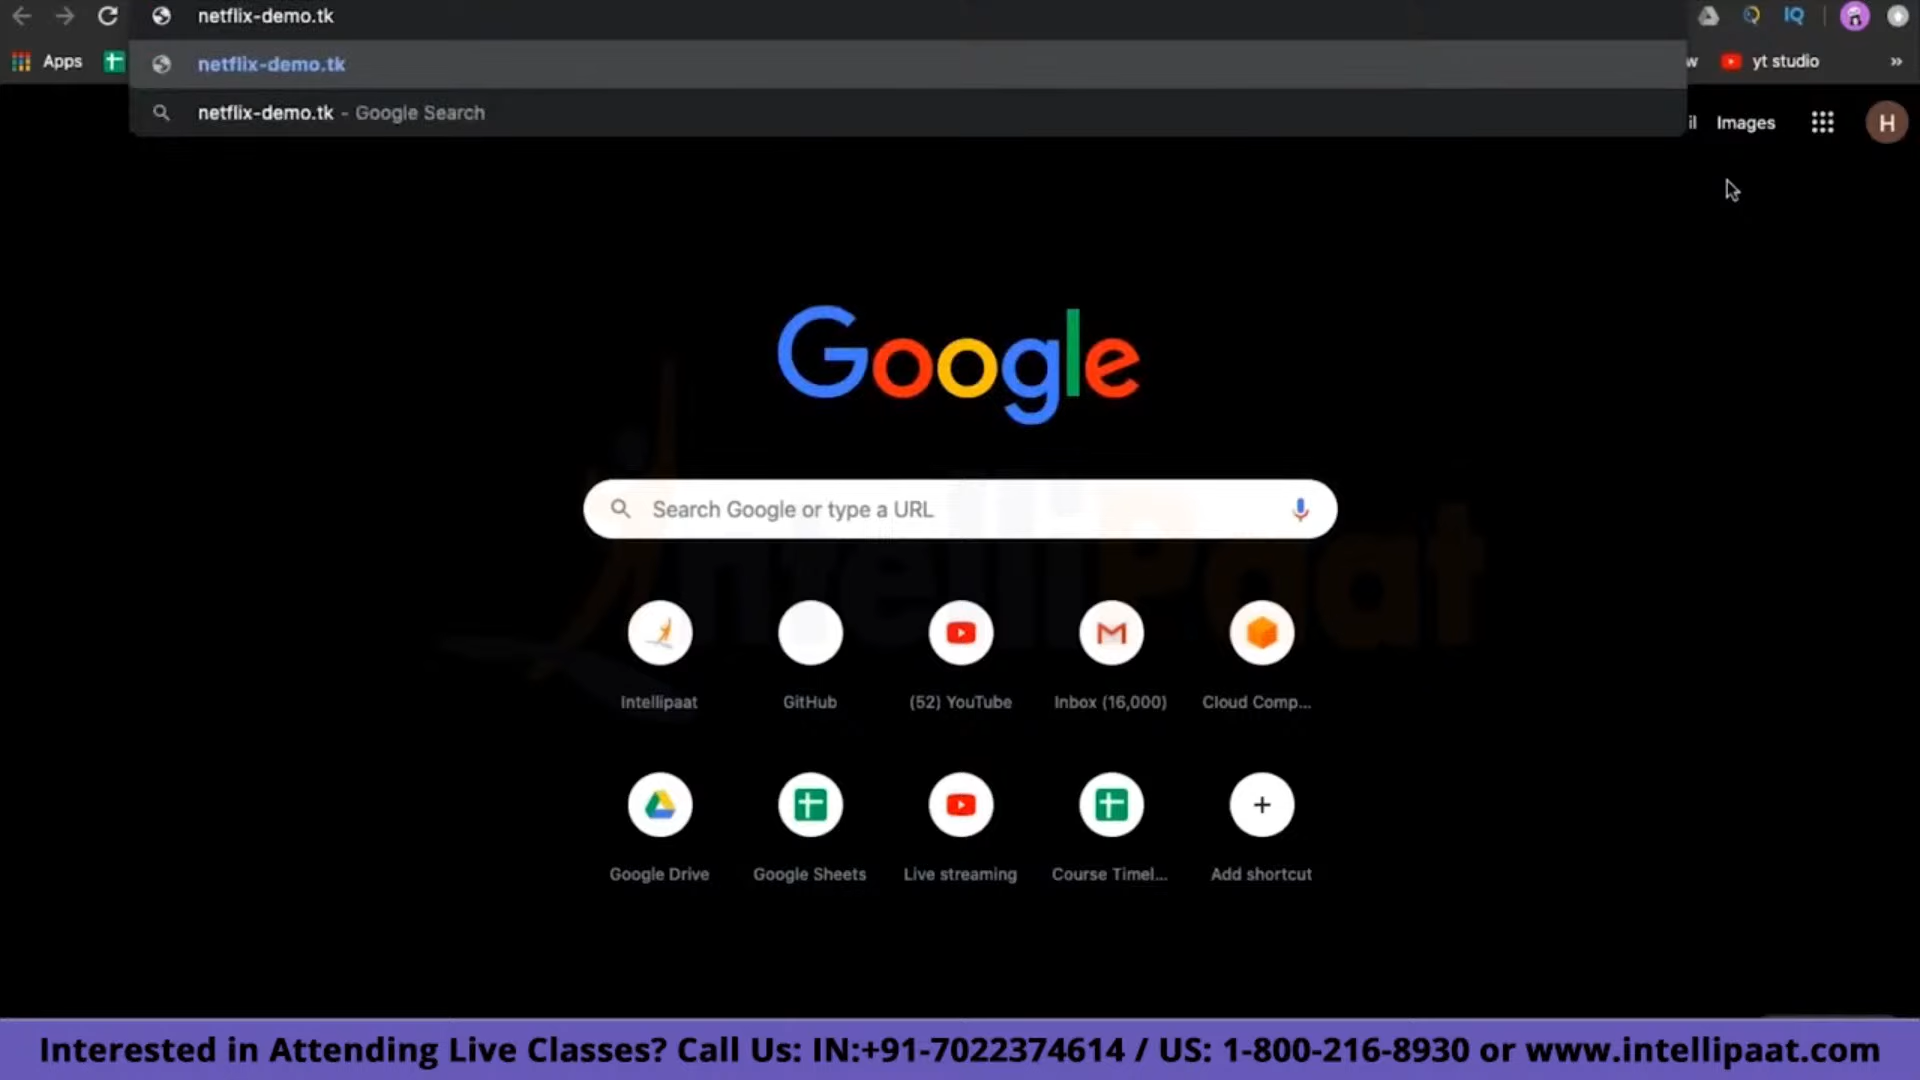 netflix-demo.tk
netflix-demo.tk
netflix-demo.tk - Google Search
Apps
w
yt studio
»
IQ
il
Images
H
Google
Search Google or type a URL
IntelliPaat
Intellipaat
GitHub
(52) YouTube
Inbox (16,000)
Cloud Comp...
Google Drive
Google Sheets
Live streaming
Course Timel...
Add shortcut
Interested in Attending Live Classes? Call Us: IN:+91-7022374614 / US: 1-800-216-8930 or www.intellipaat.com